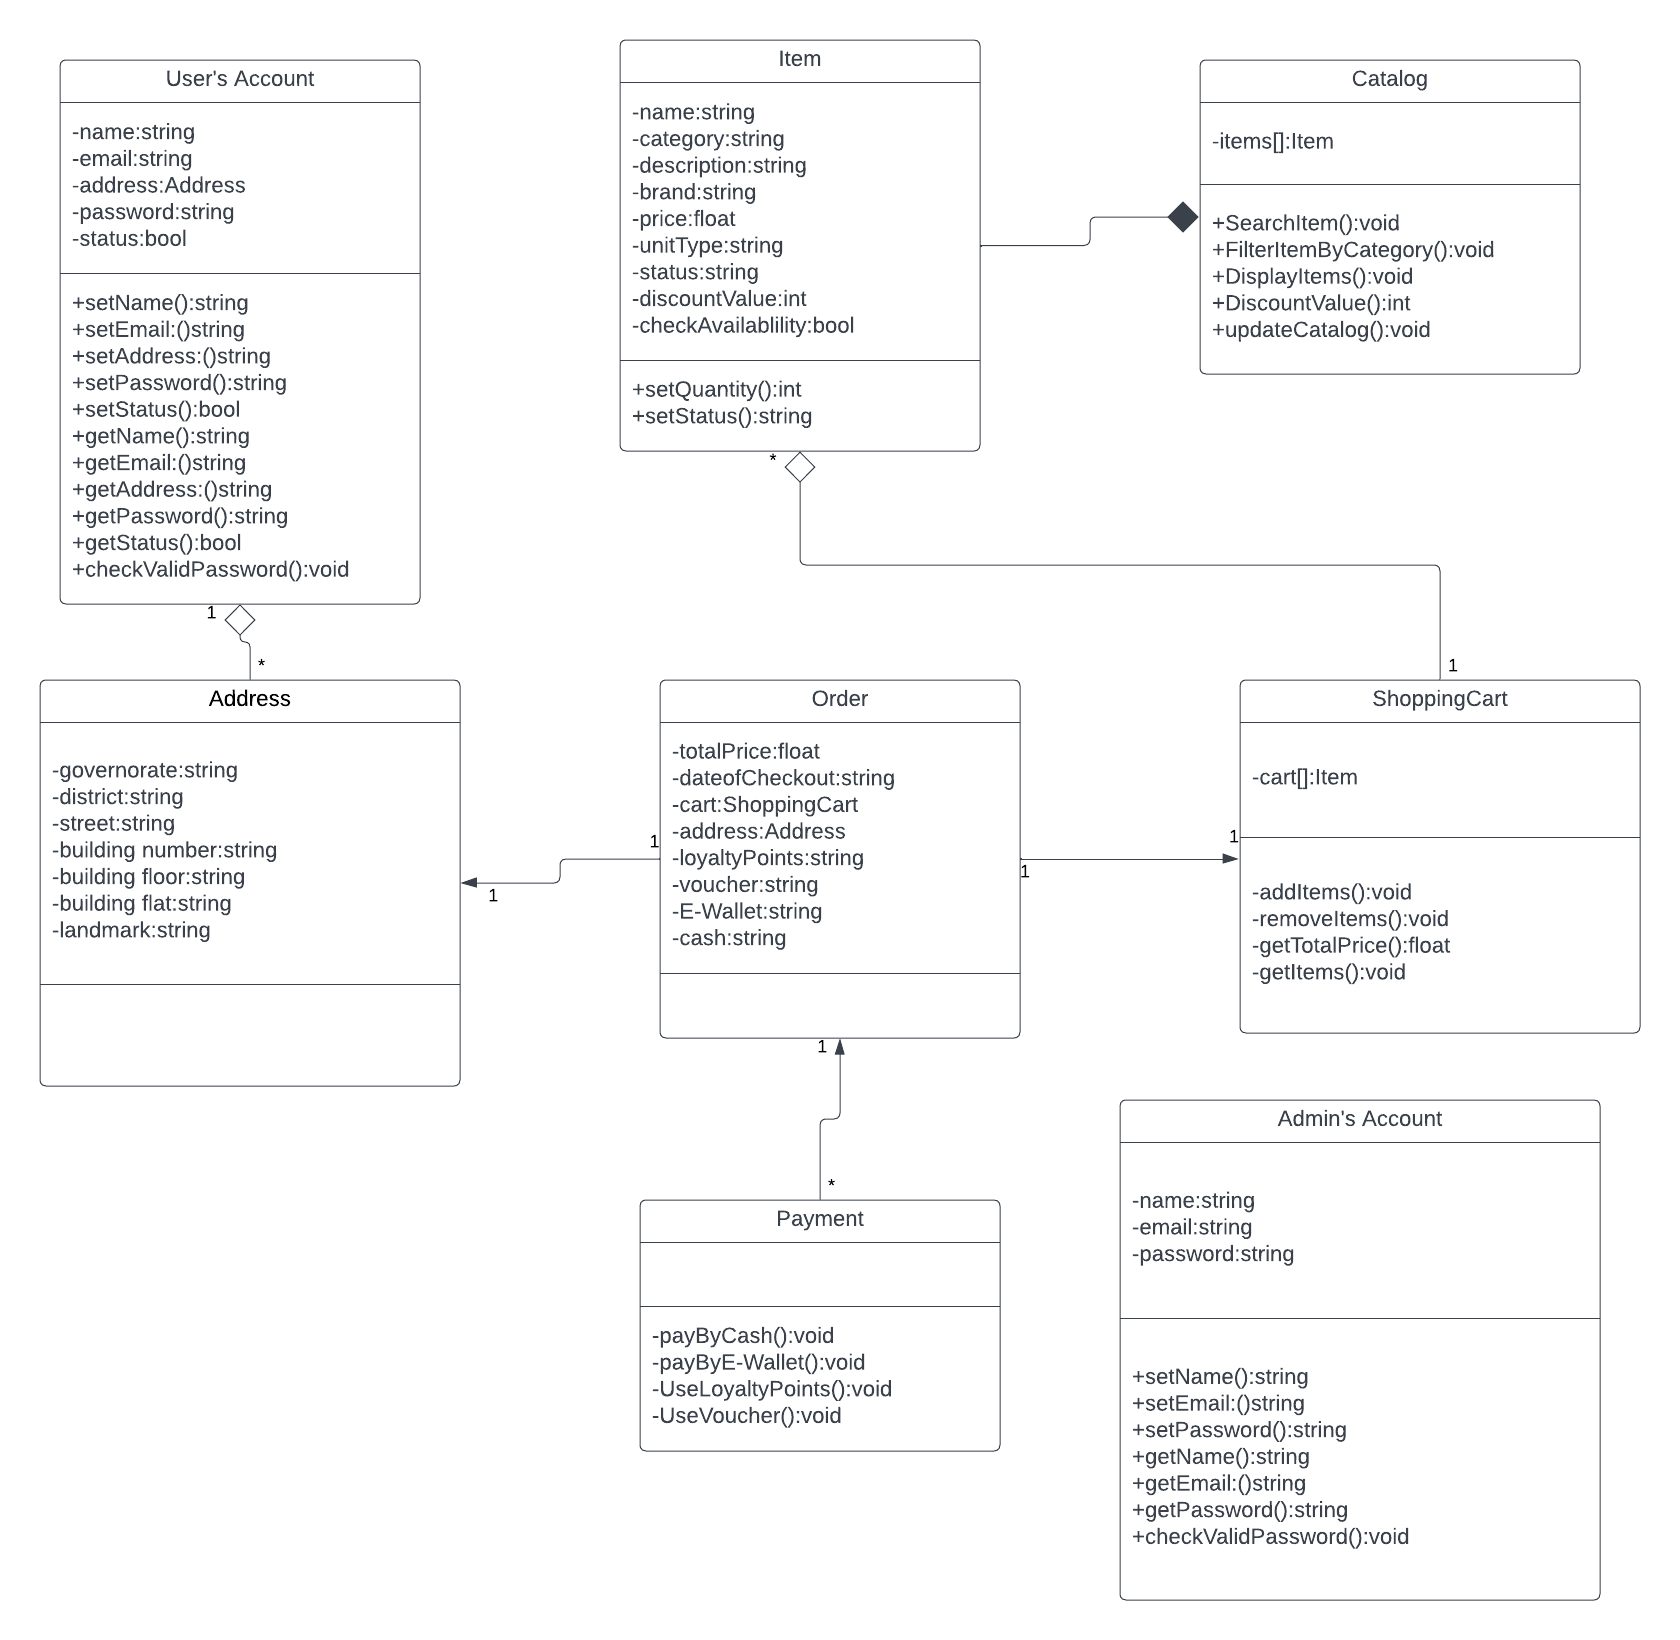 User's Account
-name:string
-email:string
-address:Address
-password:string
-status:bool
+setName():string
+setEmail:()string
+setAddress:()string
+setPassword():string
+setStatus():bool
+getName():string
+getEmail:()string
+getAddress:()string
+getPassword():string
+getStatus():bool
+checkValidPassword():void
1
*
Item
-name:string
-category:string
-description:string
-brand:string
-price:float
-unitType:string
-status:string
-discountValue:int
-checkAvailablility:bool
+setQuantity():int
+setStatus():string
*
1
Catalog
-items[]:Item
+SearchItem():void
+FilterItemByCategory():void
+DisplayItems():void
+DiscountValue():int
+updateCatalog():void
Address
-governorate:string
-district:string
-street:string
-building number:string
-building floor:string
-building flat:string
-landmark:string
1
1
Order
-totalPrice:float
-dateofCheckout:string
-cart:ShoppingCart
-address:Address
-loyaltyPoints:string
-voucher:string
-E-Wallet:string
-cash:string
1
1
ShoppingCart
-cart[]:Item
-addItems():void
-removeItems():void
-getTotalPrice():float
-getItems():void
1
*
Payment
-payByCash():void
-payByE-Wallet():void
-UseLoyaltyPoints():void
-UseVoucher():void
Admin's Account
-name:string
-email:string
-password:string
+setName():string
+setEmail:()string
+setPassword():string
+getName():string
+getEmail:()string
+getPassword():string
+checkValidPassword():void